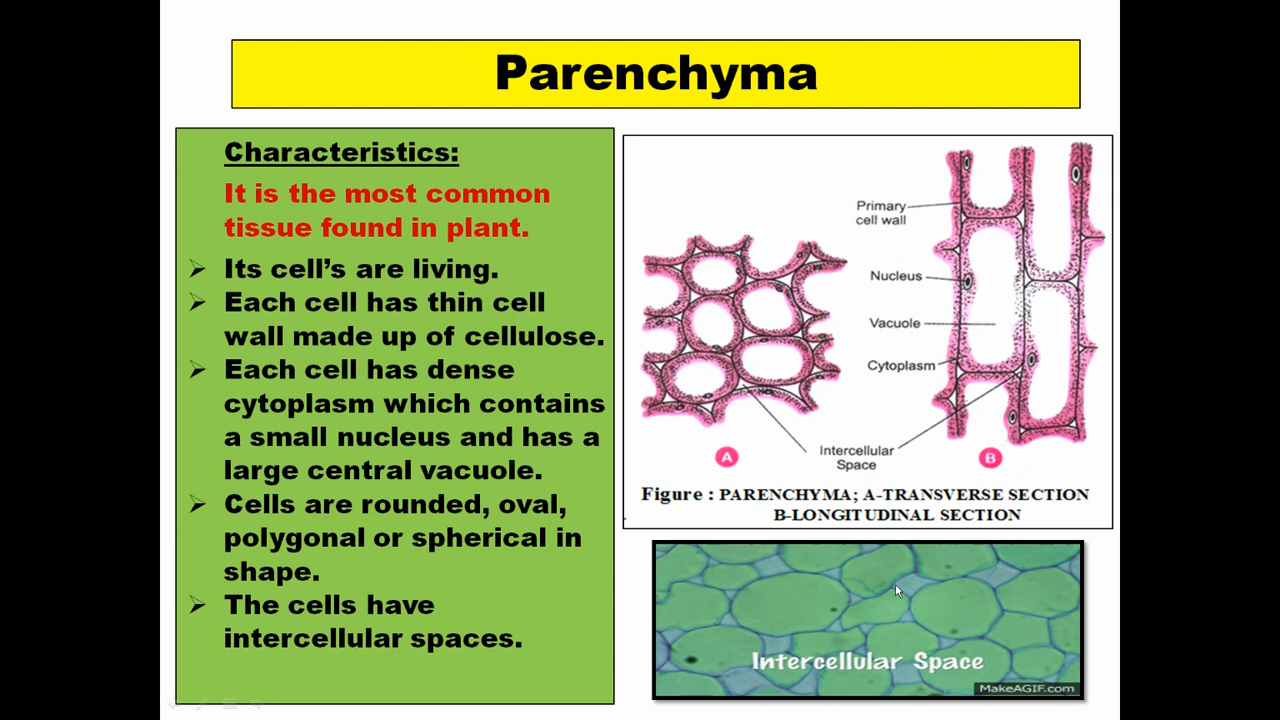 Parenchyma
Characteristics:
It is the most common
tissue found in plant.
➢ Its cell’s are living.
➢ Each cell has thin cell
wall made up of cellulose.
➢ Each cell has dense
cytoplasm which contains
a small nucleus and has a
large central vacuole.
➢ Cells are rounded, oval,
polygonal or spherical in
shape.
➢ The cells have
intercellular spaces.
Primary
cell wall
Nucleus
Vacuole
Cytoplasm
Intercellular
Space
A
B
Figure : PARENCHYMA; A-TRANSVERSE SECTION
B-LONGITUDINAL SECTION
Intercellular Space
MakeAGIF.com